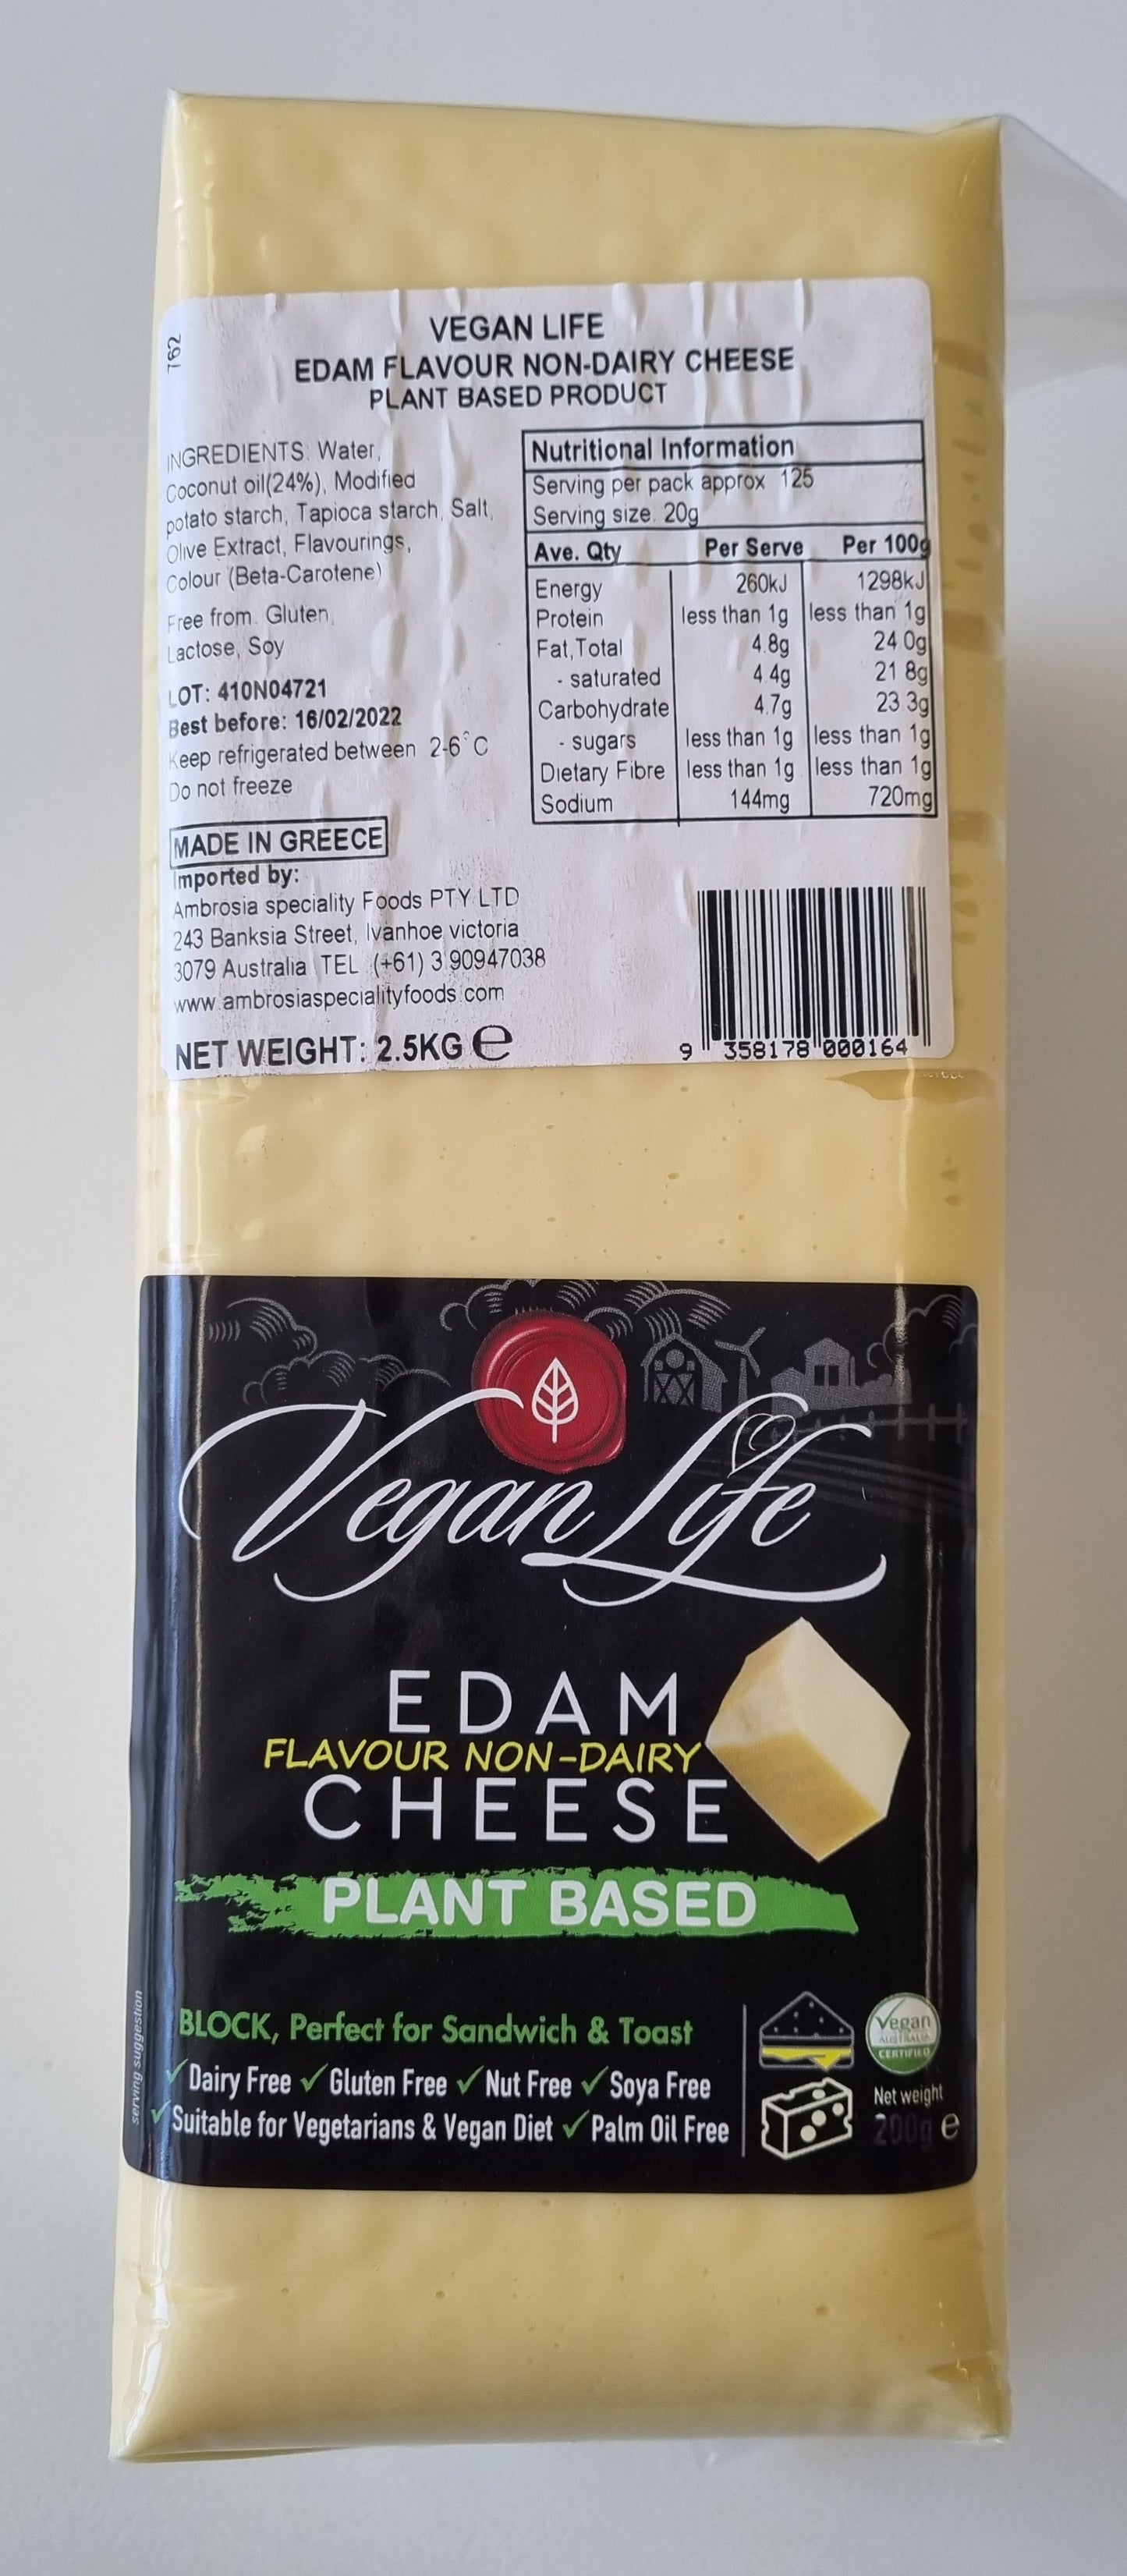 762
VEGAN LIFE
EDAM FLAVOUR NON-DAIRY CHEESE
PLANT BASED PRODUCT
INGREDIENTS: Water,
Coconut oil(24%), Modified
potato starch, Tapioca starch, Salt,
Olive Extract, Flavourings,
Colour (Beta-Carotene)
Free from. Gluten,
Lactose, Soy
LOT: 410N04721
Best before: 16/02/2022
Keep refrigerated between 2-6°C
Do not freeze
MADE IN GREECE
Imported by:
Ambrosia speciality Foods PTY LTD
243 Banksia Street, Ivanhoe victoria
3079 Australia TEL (+61) 3 90947038
www.ambrosiaspecialityfoods.com
NET WEIGHT: 2.5KG e
Nutritional Information
Serving per pack approx 125
Serving size. 20g
Ave. Qty Per Serve Per 100g
Energy 260kJ 1298kJ
Protein less than 1g less than 1g
Fat,Total 4.8g 24.0g
- saturated 4.4g 21.8g
Carbohydrate 4.7g 23.3g
- sugars less than 1g less than 1g
Dietary Fibre less than 1g less than 1g
Sodium 144mg 720mg
9 358178 000164
Vegan Life
EDAM
FLAVOUR NON-DAIRY
CHEESE
PLANT BASED
serving suggestion
BLOCK, Perfect for Sandwich & Toast
✓Dairy Free ✓Gluten Free ✓Nut Free ✓Soya Free
✓Suitable for Vegetarians & Vegan Diet ✓Palm Oil Free
Vegan
AUSTRALIA
CERTIFIED
Net weight
200g e